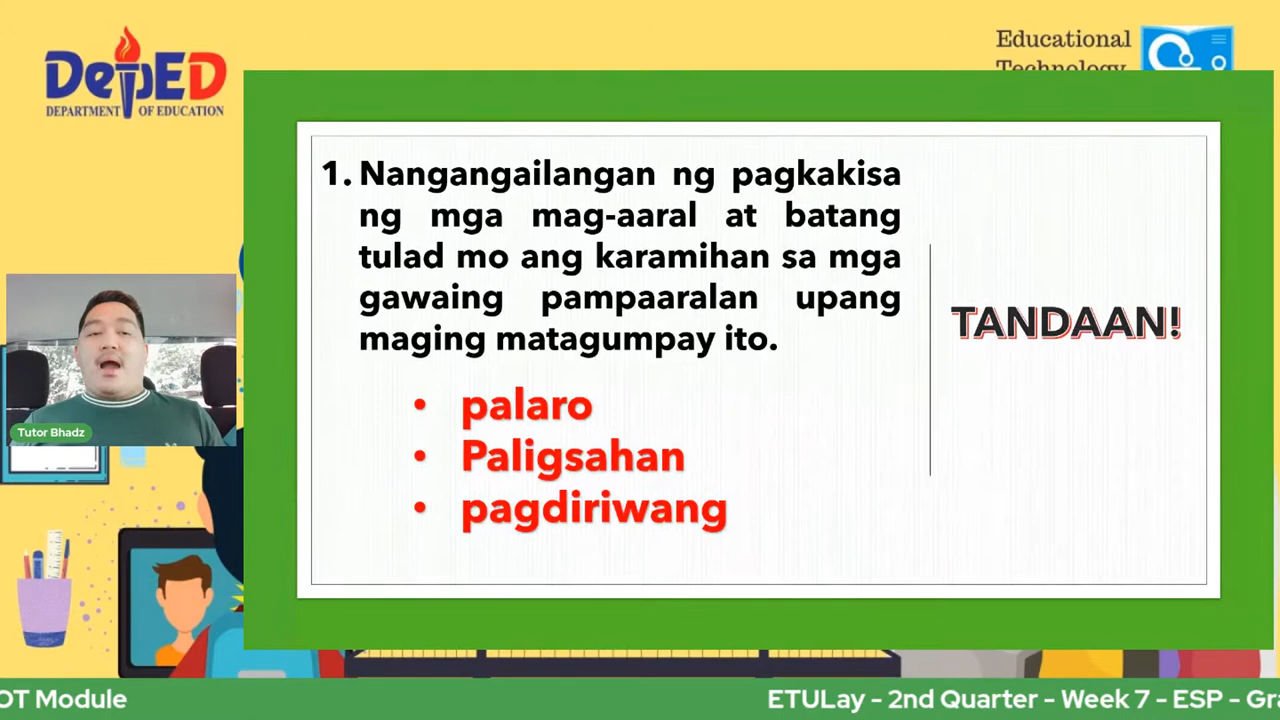 DepED
DEPARTMENT OF EDUCATION
Educational
Technology
1. Nangangailangan ng pagkakisa
ng mga mag-aaral at batang
tulad mo ang karamihan sa mga
gawaing pampaaralan upang
maging matagumpay ito.
• palaro
• Paligsahan
• pagdiriwang
TANDAAN!
Tutor Bhadz
OT Module
ETULay - 2nd Quarter - Week 7 - ESP - Gra